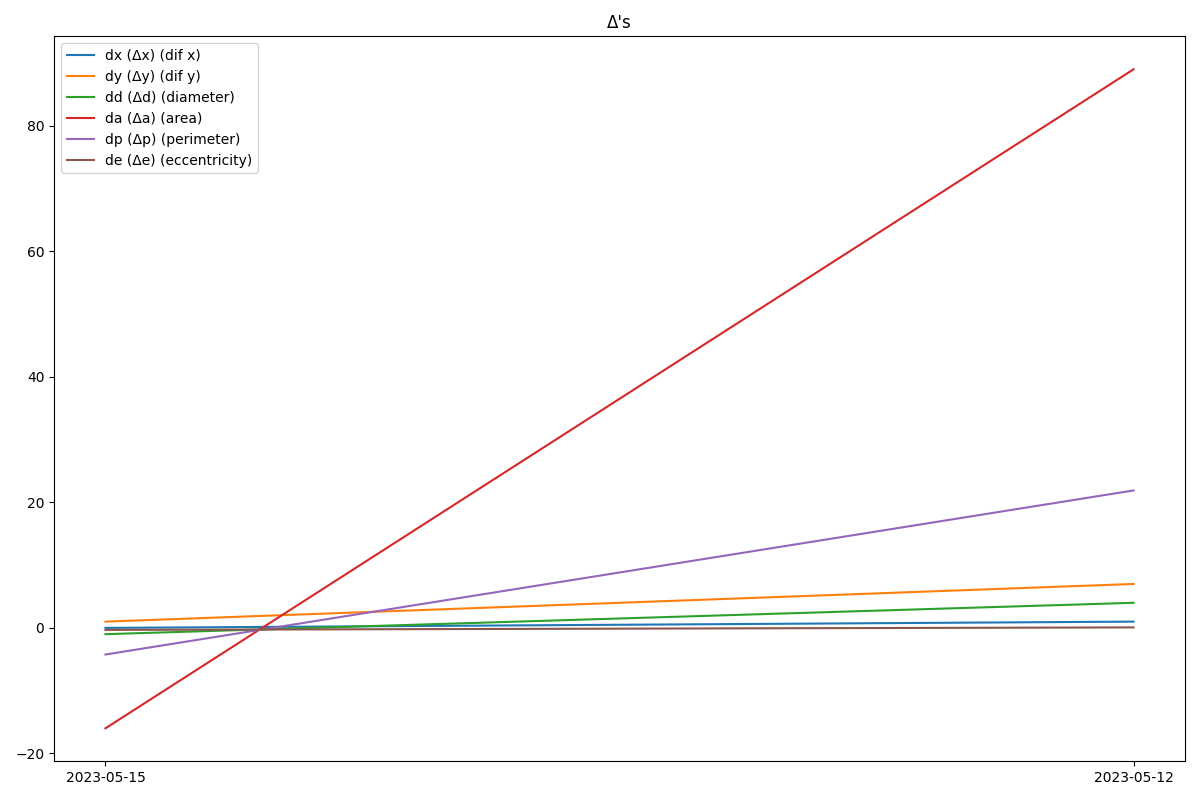 Δ's
dx (Δx) (dif x)
dy (Δy) (dif y)
dd (Δd) (diameter)
da (Δa) (area)
dp (Δp) (perimeter)
de (Δe) (eccentricity)
80
60
40
20
0
−20
2023-05-15 2023-05-12